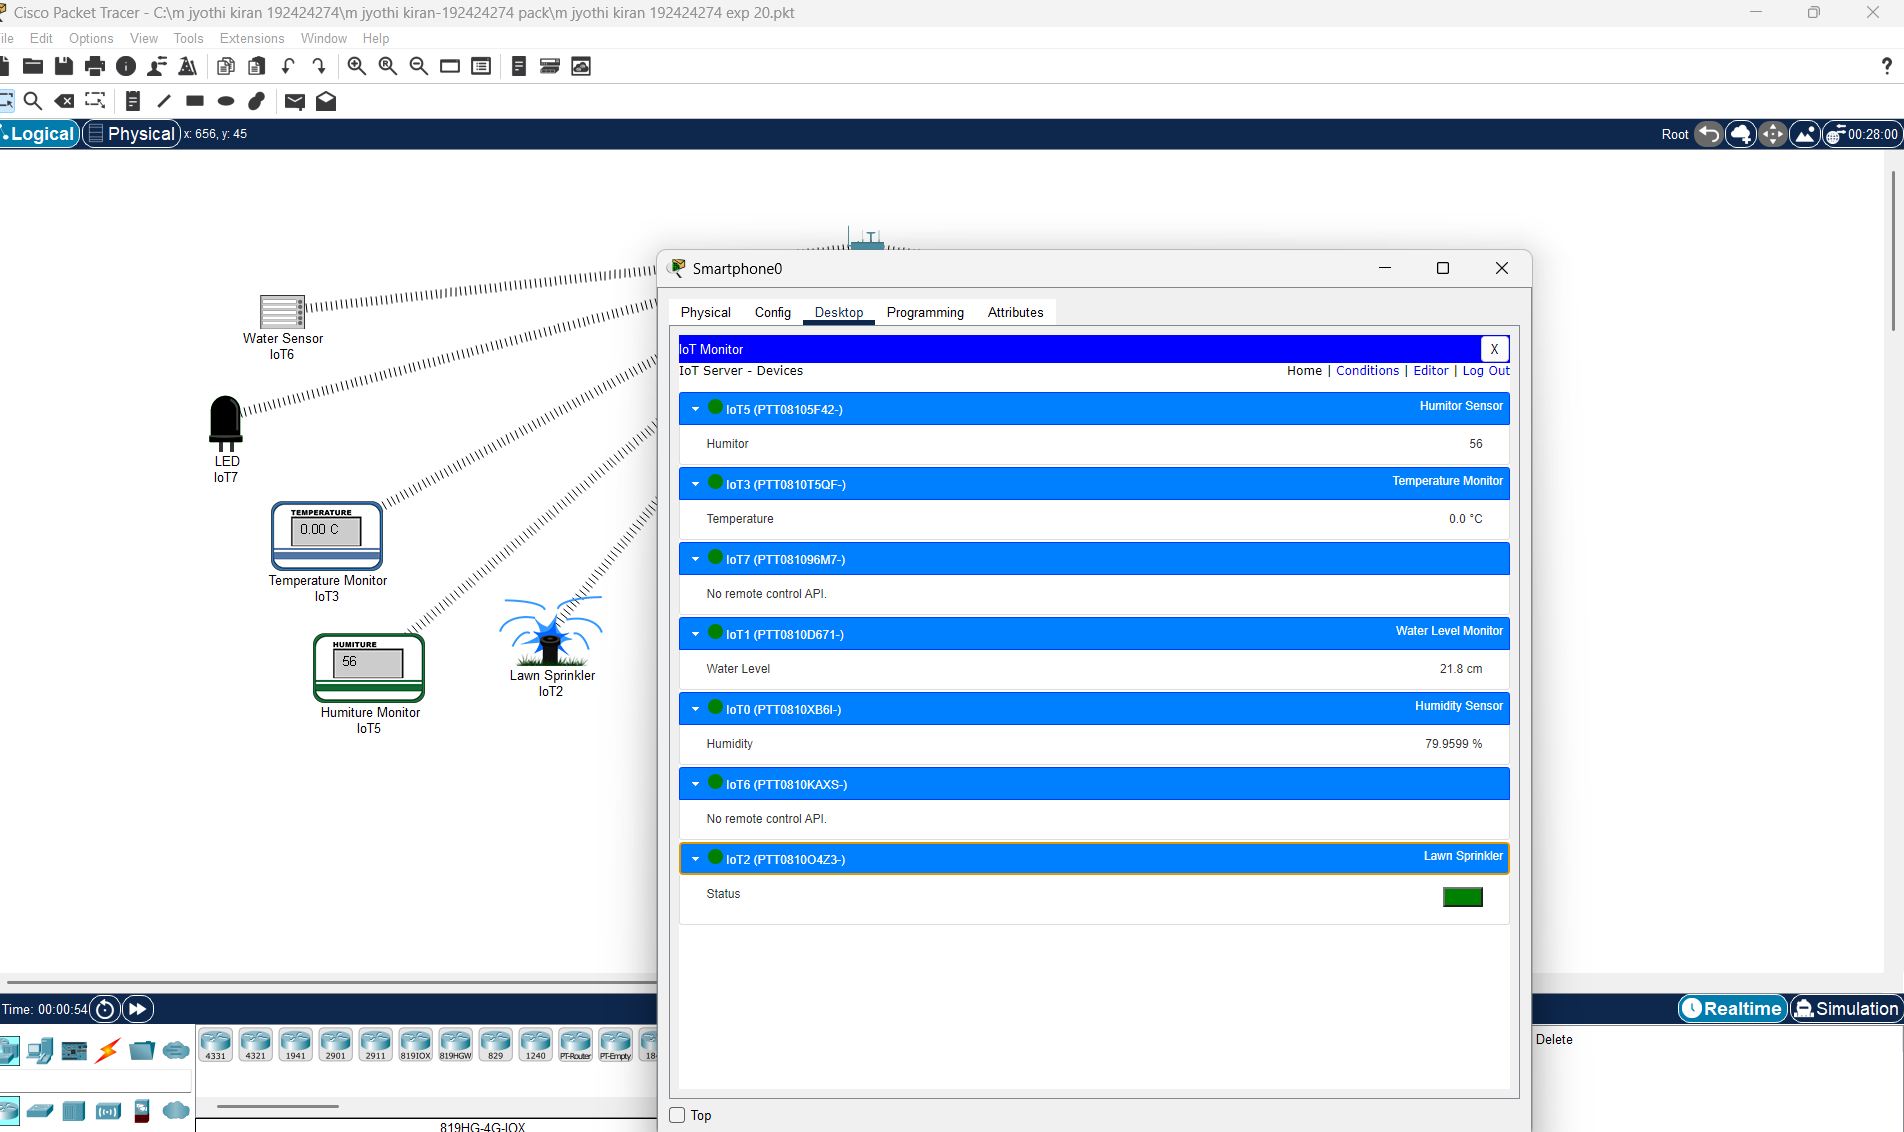 Cisco Packet Tracer - C:\m jyothi kiran 192424274\m jyothi kiran-192424274 pack\m jyothi kiran 192424274 exp 20.pkt
ile Edit Options View Tools Extensions Window Help
?
Logical Physical x: 656, y: 45 Root 00:28:00
Water Sensor
IoT6
LED
IoT7
TEMPERATURE
0.00 C
Temperature Monitor
IoT3
HUMITURE
56
Humiture Monitor
IoT5
Lawn Sprinkler
IoT2
Smartphone0
Physical Config Desktop Programming Attributes
IoT Monitor X
IoT Server - Devices Home | Conditions | Editor | Log Out
IoT5 (PTT08105F42-) Humitor Sensor
Humitor 56
IoT3 (PTT0810T5QF-) Temperature Monitor
Temperature 0.0 °C
IoT7 (PTT081096M7-)
No remote control API.
IoT1 (PTT0810D671-) Water Level Monitor
Water Level 21.8 cm
IoT0 (PTT0810XB6I-) Humidity Sensor
Humidity 79.9599 %
IoT6 (PTT0810KAXS-)
No remote control API.
IoT2 (PTT0810O4Z3-) Lawn Sprinkler
Status
Top
Time: 00:00:54 Realtime Simulation
4331 4321 1941 2901 2911 819IOX 819HGW 829 1240 PT-Router PT-Empty 18
Delete
819HG-4G-IOX